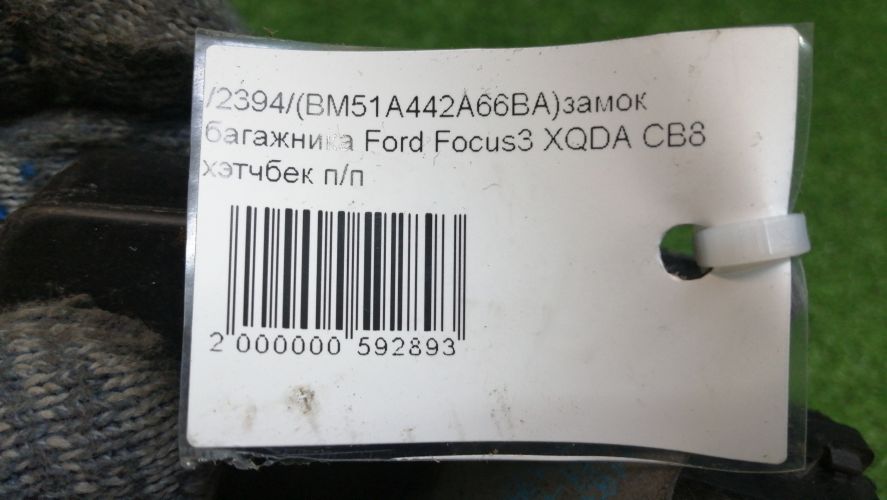 /2394/(BM51A442A66BA)замок
багажника Ford Focus3 XQDA CB8
хэтчбек п/п
2 000000 592893